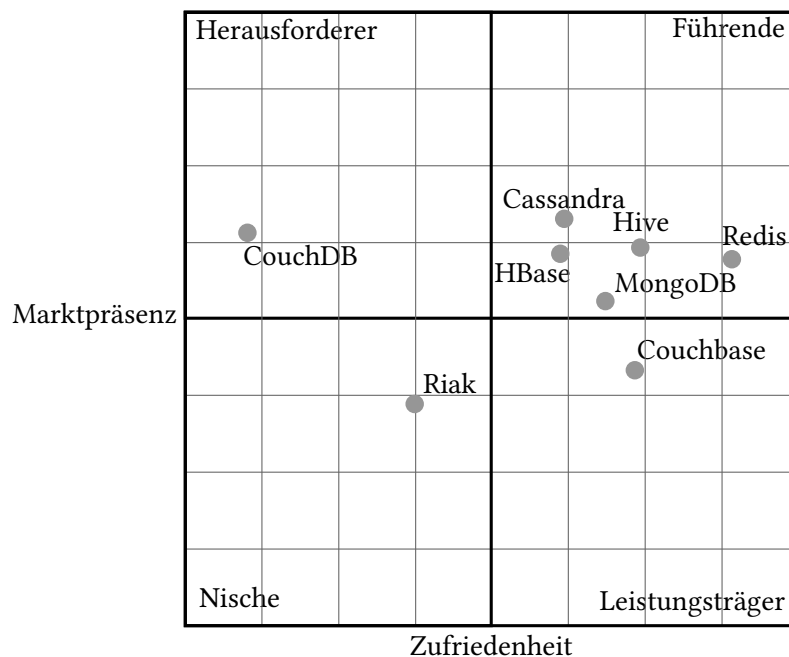 Herausforderer
Führende
Cassandra
Hive
Redis
CouchDB
HBase
MongoDB
Marktpräsenz
Couchbase
Riak
Nische
Leistungsträger
Zufriedenheit